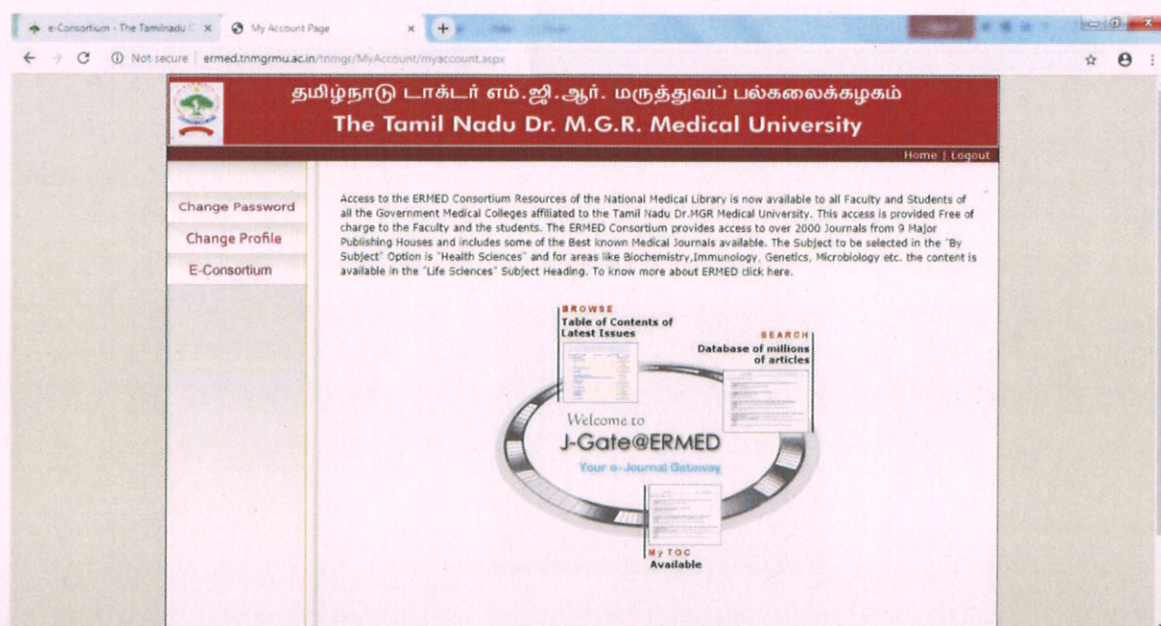 e-Consortium - The Tamilnadu
My Account Page
Not secure ermed.tnmgrmu.ac.in/tnmgr/MyAccount/myaccount.aspx
தமிழ்நாடு டாக்டர் எம்.ஜி.ஆர். மருத்துவப் பல்கலைக்கழகம்
The Tamil Nadu Dr. M.G.R. Medical University
Home | Logout
Change Password
Change Profile
E-Consortium
Access to the ERMED Consortium Resources of the National Medical Library is now available to all Faculty and Students of
all the Government Medical Colleges affiliated to the Tamil Nadu Dr.MGR Medical University. This access is provided Free of
charge to the Faculty and the students. The ERMED Consortium provides access to over 2000 Journals from 9 Major
Publishing Houses and includes some of the Best known Medical Journals available. The Subject to be selected in the "By
Subject" Option is "Health Sciences" and for areas like Biochemistry,Immunology, Genetics, Microbiology etc. the content is
available in the "Life Sciences" Subject Heading. To know more about ERMED click here.
BROWSE
Table of Contents of
Latest Issues
SEARCH
Database of millions
of articles
Welcome to
J-Gate@ERMED
Your e-Journal Gateway
My TOC
Available